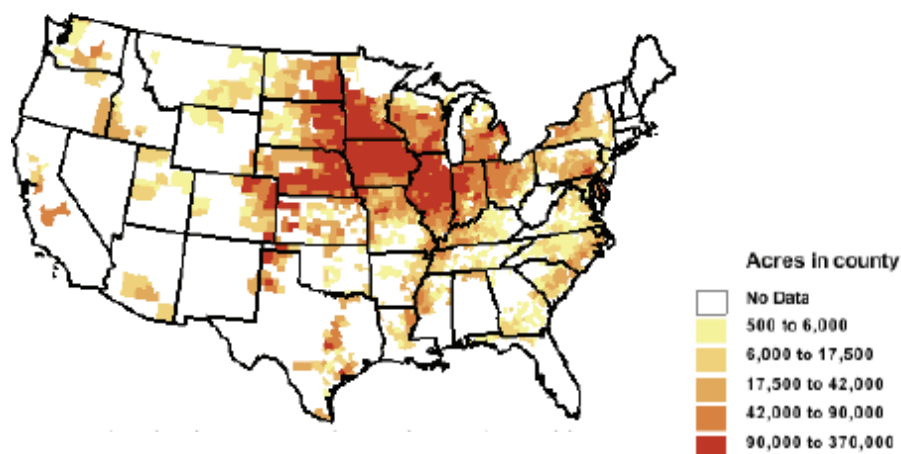 Acres in county
No Data
500 to 6,000
6,000 to 17,500
17,500 to 42,000
42,000 to 90,000
90,000 to 370,000